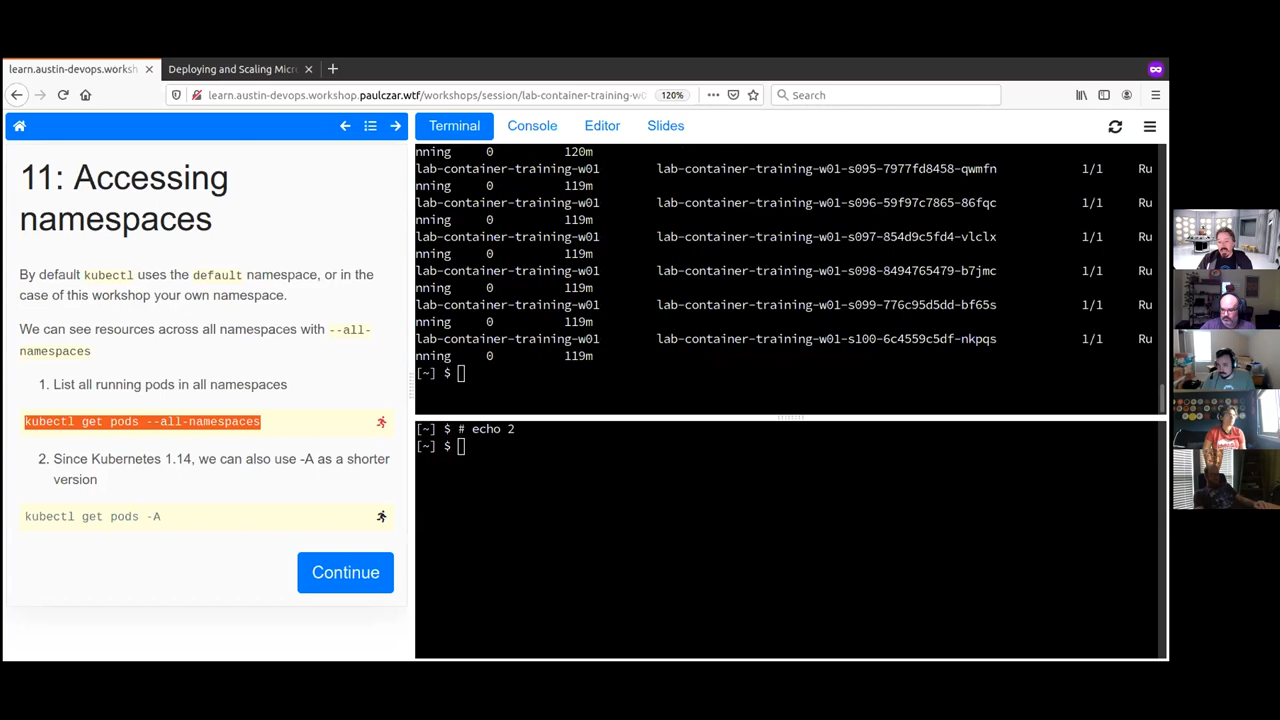 learn.austin-devops.worksh
Deploying and Scaling Micr
learn.austin-devops.workshop.paulczar.wtf/workshops/session/lab-container-training-w0
120%
Search
Terminal
Console
Editor
Slides
11: Accessing
namespaces
By default kubectl uses the default namespace, or in the
case of this workshop your own namespace.
We can see resources across all namespaces with --all-
namespaces
1. List all running pods in all namespaces
kubectl get pods --all-namespaces
2. Since Kubernetes 1.14, we can also use -A as a shorter
version
kubectl get pods -A
Continue
nning 0 120m
lab-container-training-w01 lab-container-training-w01-s095-7977fd8458-qwmfn 1/1 Ru
nning 0 119m
lab-container-training-w01 lab-container-training-w01-s096-59f97c7865-86fqc 1/1 Ru
nning 0 119m
lab-container-training-w01 lab-container-training-w01-s097-854d9c5fd4-vlclx 1/1 Ru
nning 0 119m
lab-container-training-w01 lab-container-training-w01-s098-8494765479-b7jmc 1/1 Ru
nning 0 119m
lab-container-training-w01 lab-container-training-w01-s099-776c95d5dd-bf65s 1/1 Ru
nning 0 119m
lab-container-training-w01 lab-container-training-w01-s100-6c4559c5df-nkpqs 1/1 Ru
nning 0 119m
[~] $
[~] $ # echo 2
[~] $